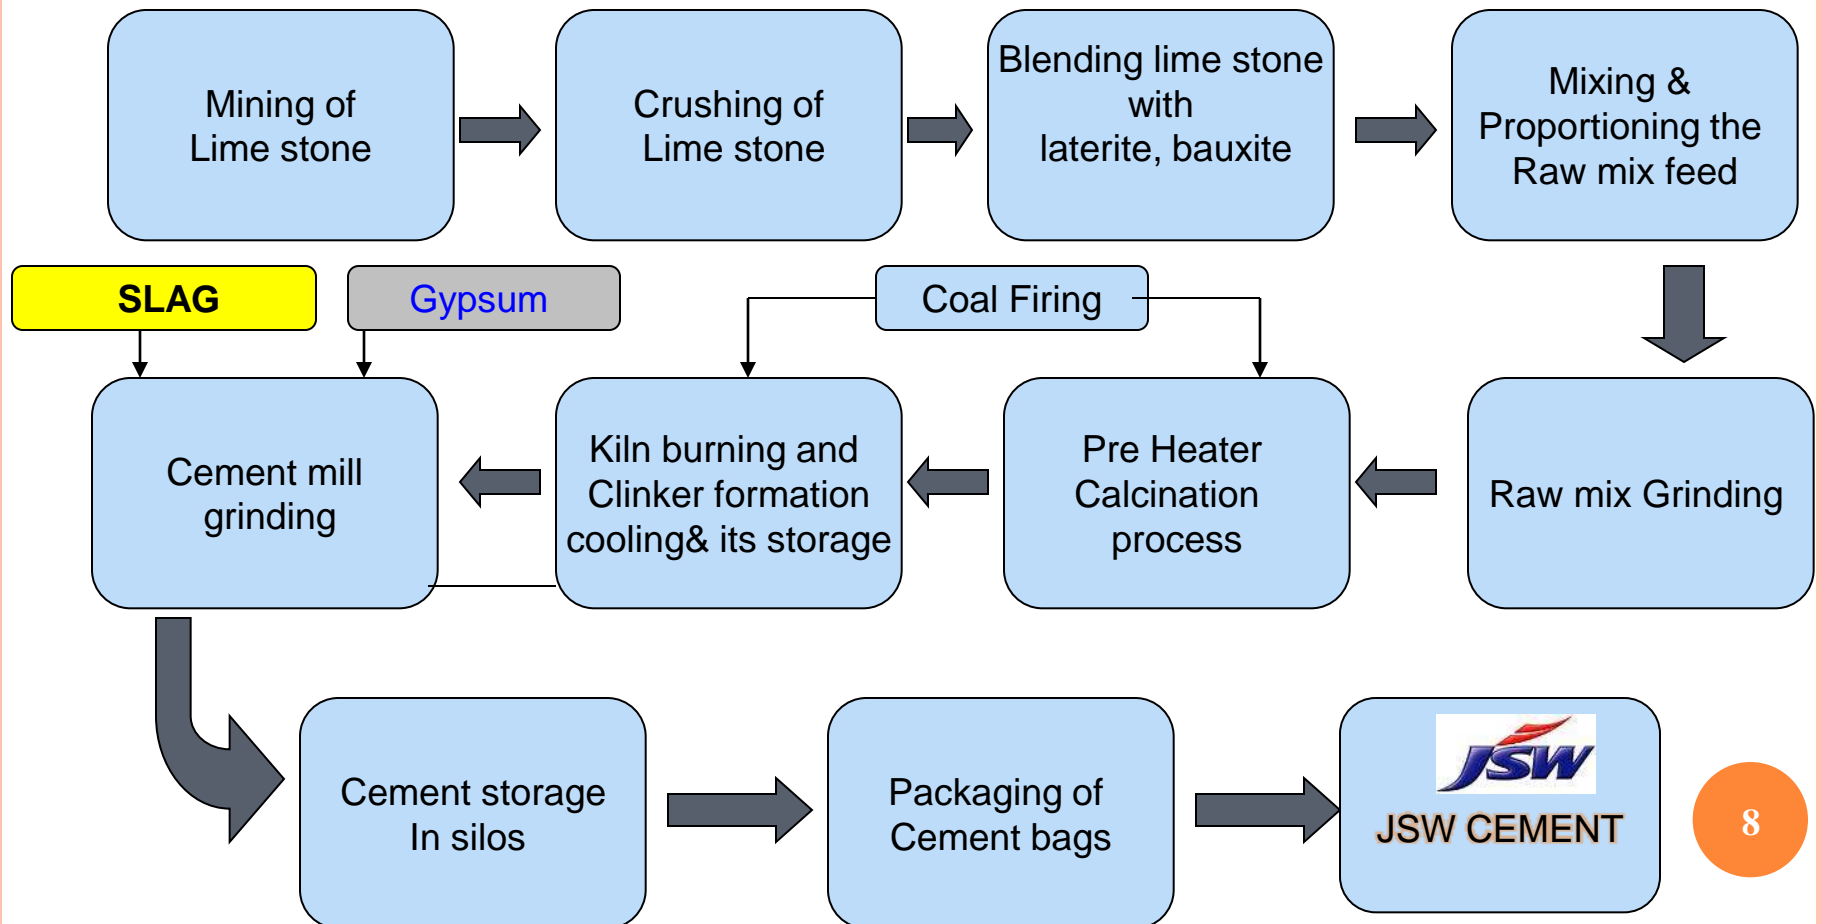 Mining of
Lime stone
Crushing of
Lime stone
Blending lime stone
with
laterite, bauxite
Mixing &
Proportioning the
Raw mix feed
SLAG
Gypsum
Coal Firing
Cement mill
grinding
Kiln burning and
Clinker formation
cooling& its storage
Pre Heater
Calcination
process
Raw mix Grinding
Cement storage
In silos
Packaging of
Cement bags
JSW
JSW CEMENT
8